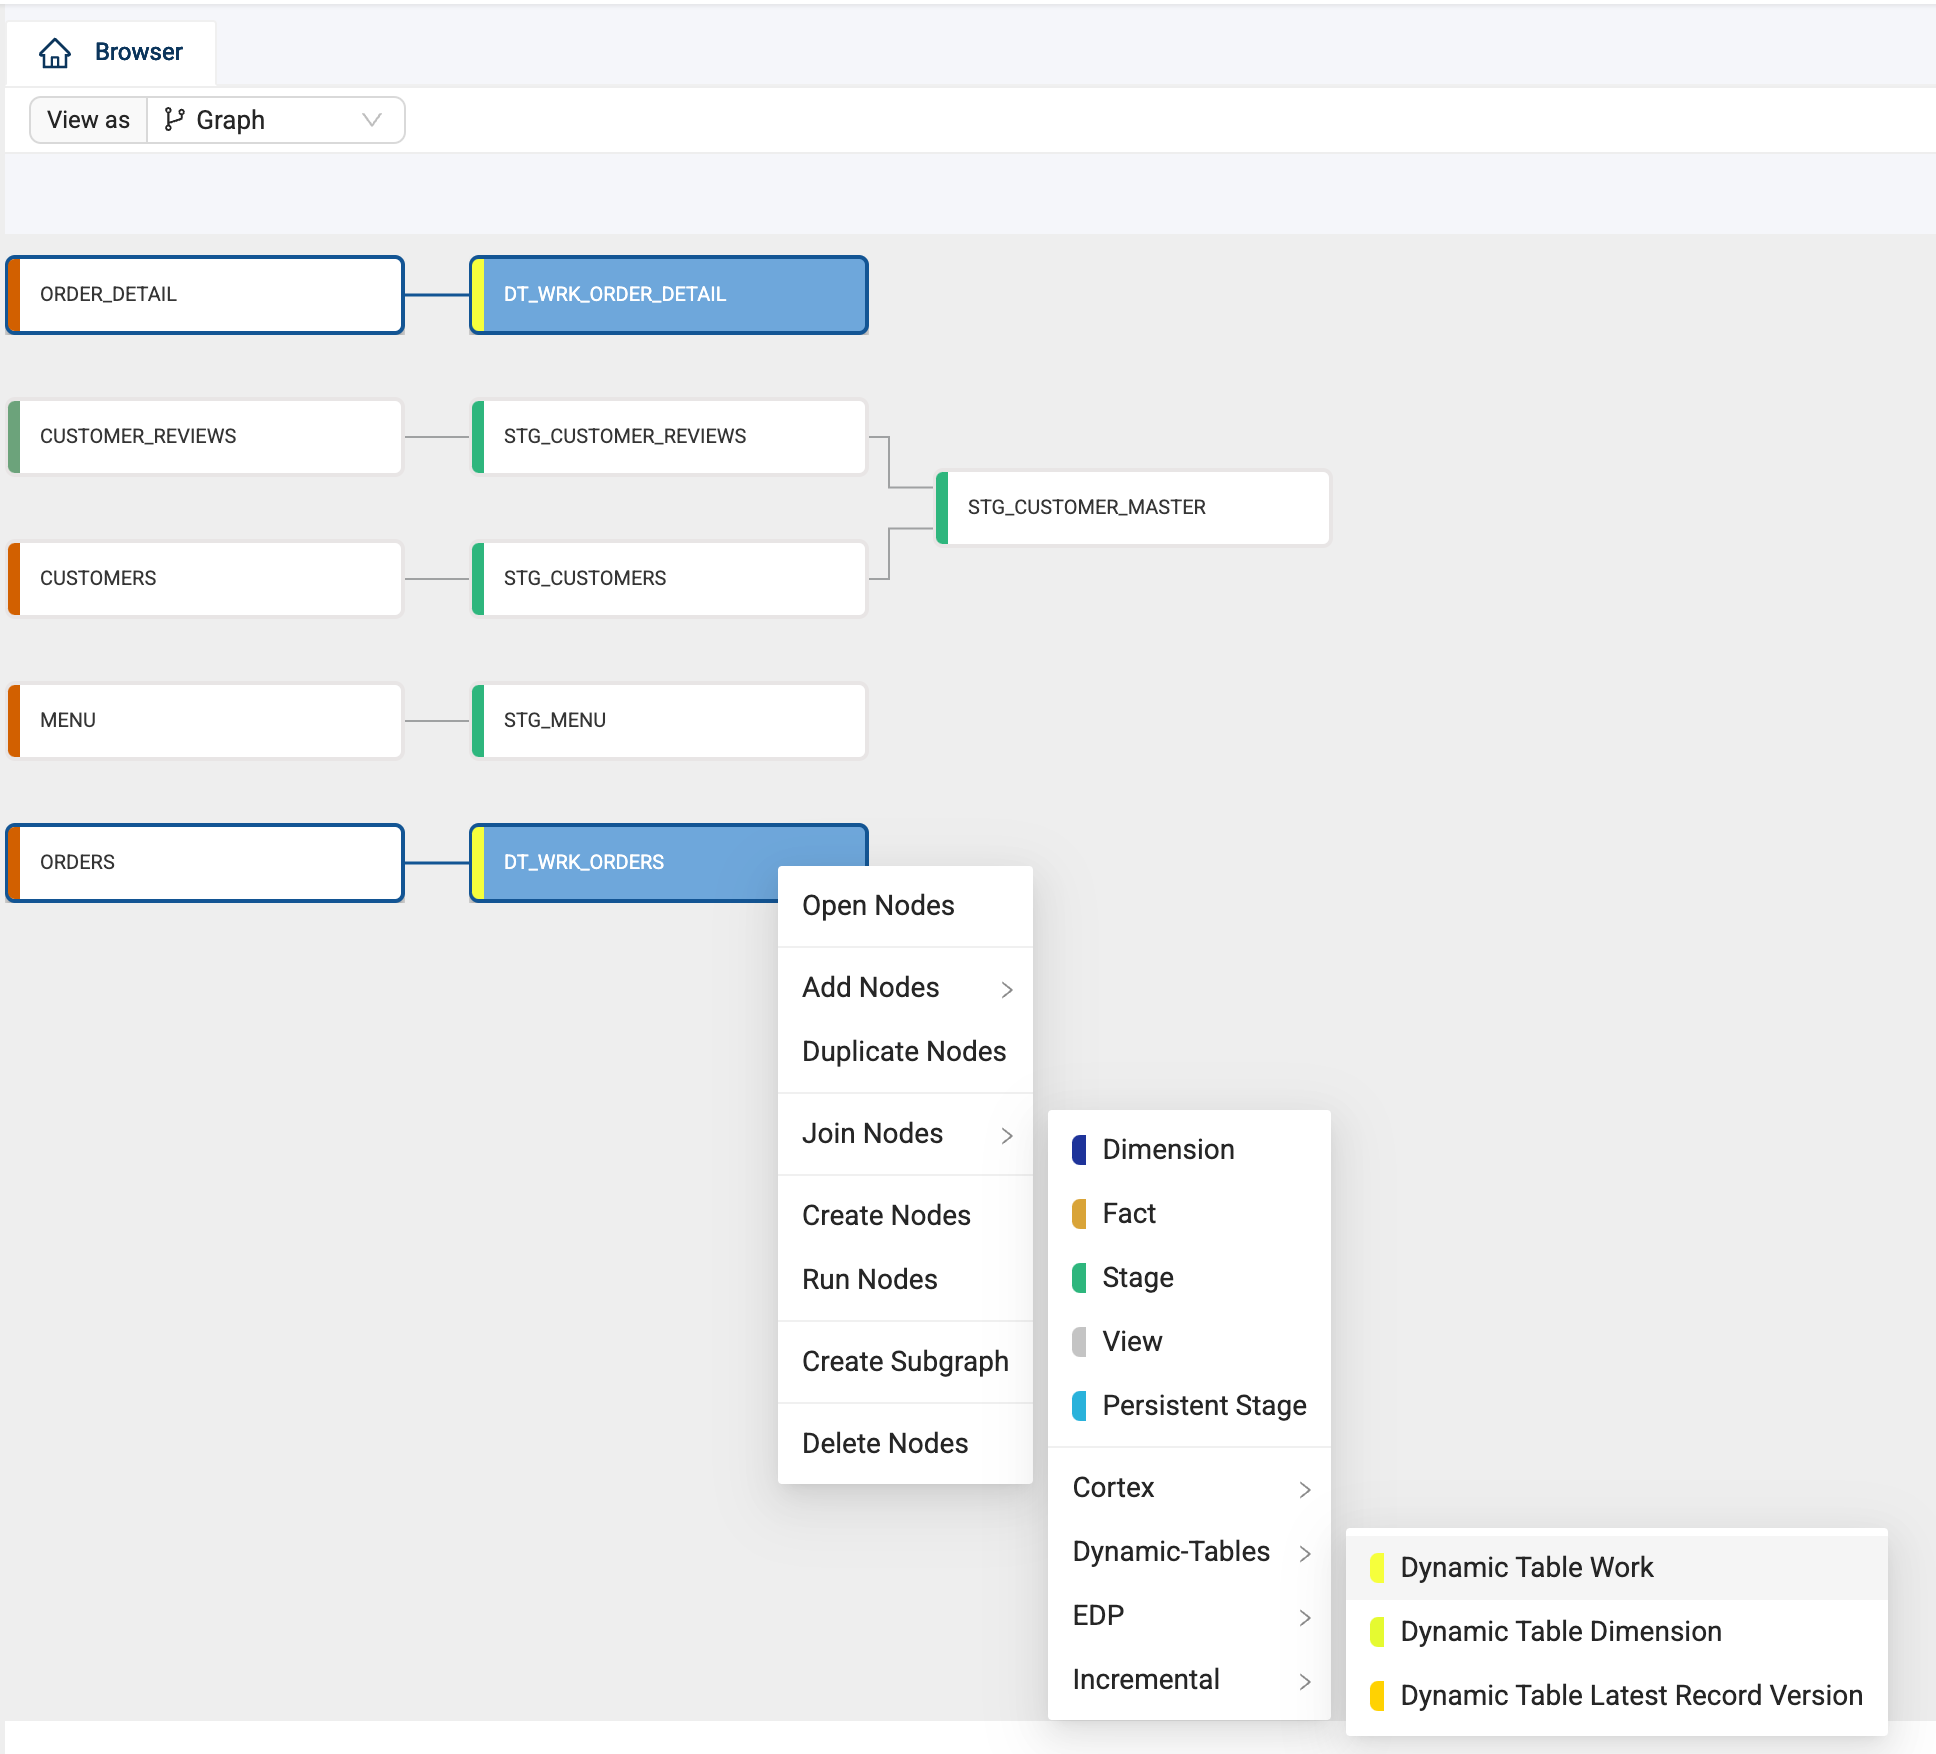 Browser
View as
Graph
ORDER_DETAIL
DT_WRK_ORDER_DETAIL
CUSTOMER_REVIEWS
STG_CUSTOMER_REVIEWS
STG_CUSTOMER_MASTER
CUSTOMERS
STG_CUSTOMERS
MENU
STG_MENU
ORDERS
DT_WRK_ORDERS
Open Nodes
Add Nodes
Duplicate Nodes
Join Nodes
Create Nodes
Run Nodes
Create Subgraph
Delete Nodes
Dimension
Fact
Stage
View
Persistent Stage
Cortex
Dynamic-Tables
EDP
Incremental
Dynamic Table Work
Dynamic Table Dimension
Dynamic Table Latest Record Version